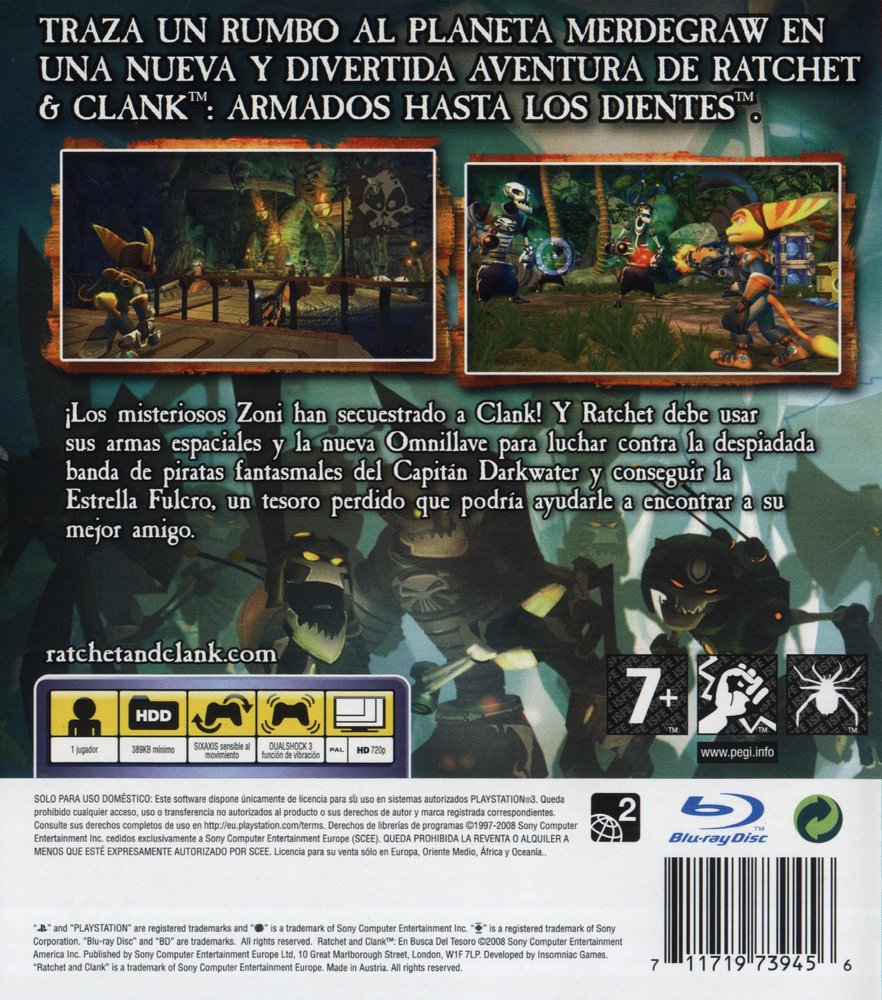 TRAZA UN RUMBO AL PLANETA MERDEGRAW EN
UNA NUEVA Y DIVERTIDA AVENTURA DE RATCHET
& CLANK™: ARMADOS HASTA LOS DIENTES™.
¡Los misteriosos Zoni han secuestrado a Clank! Y Ratchet debe usar
sus armas espaciales y la nueva Omnillave para luchar contra la despiadada
banda de piratas fantasmales del Capitán Darkwater y conseguir la
Estrella Fulcro, un tesoro perdido que podría ayudarle a encontrar a su
mejor amigo.
ratchetandclank.com
HDD
1 jugador
389KB mínimo
SIXAXIS sensible al
movimiento
DUALSHOCK 3
función de vibración
PAL
HD 720p
7+
™
www.pegi.info
SOLO PARA USO DOMÉSTICO: Este software dispone únicamente de licencia para su uso en sistemas autorizados PLAYSTATION®3. Queda
prohibido cualquier acceso, uso o transferencia no autorizados al producto o sus derechos de autor y marca registrada correspondientes.
Consulte sus derechos completos de uso en http://eu.playstation.com/terms. Derechos de librerías de programas ©1997-2008 Sony Computer
Entertainment Inc. cedidos exclusivamente a Sony Computer Entertainment Europe (SCEE). QUEDA PROHIBIDA LA REVENTA O ALQUILER A
MENOS QUE ESTÉ EXPRESAMENTE AUTORIZADO POR SCEE. Licencia para su venta sólo en Europa, Oriente Medio, África y Oceanía..
2
Blu-ray Disc
™
" " and "PLAYSTATION" are registered trademarks and " " is a trademark of Sony Computer Entertainment Inc. " " is a registered trademark of Sony
Corporation. "Blu-ray Disc" and "BD" are trademarks. All rights reserved. Ratchet and Clank™: En Busca Del Tesoro ©2008 Sony Computer Entertainment
America Inc. Published by Sony Computer Entertainment Europe Ltd, 10 Great Marlborough Street, London, W1F 7LP. Developed by Insomniac Games.
"Ratchet and Clank" is a trademark of Sony Computer Entertainment Europe. Made in Austria. All rights reserved.
7 11719 73945 6